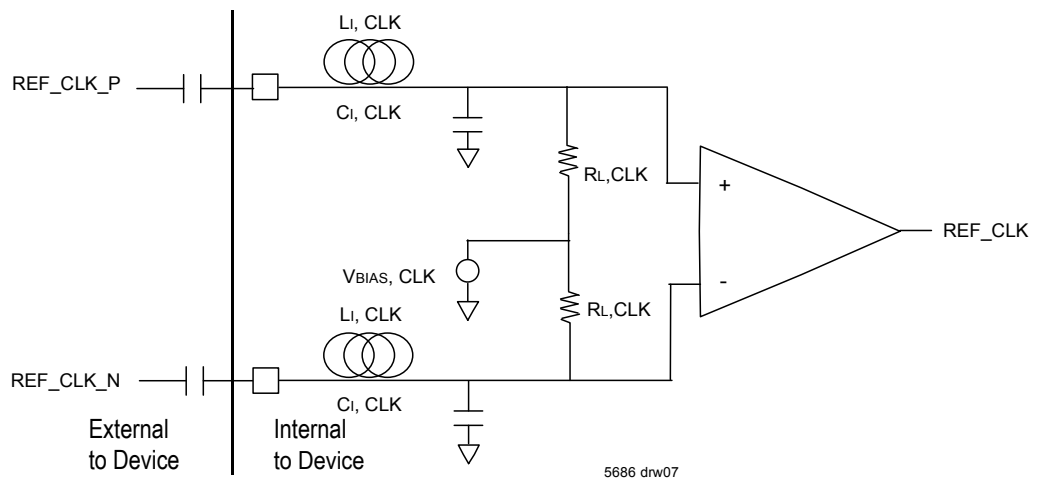 LI, CLK
REF_CLK_P
CI, CLK
RL,CLK
+
REF_CLK
VBIAS, CLK
-
LI, CLK
RL,CLK
REF_CLK_N
CI, CLK
External
to Device
Internal
to Device
5686 drw07